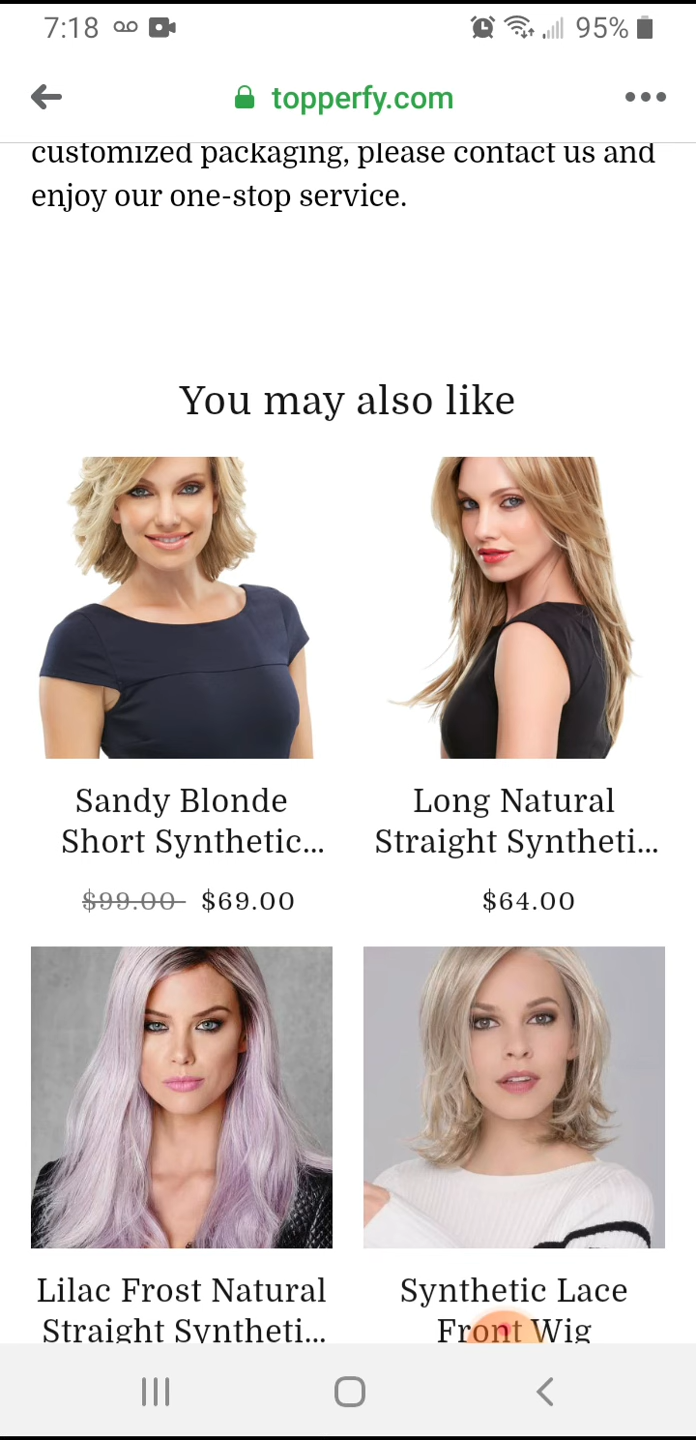 7:18 95%
topperfy.com
customized packaging, please contact us and
enjoy our one-stop service.
You may also like
Sandy Blonde
Short Synthetic...
$99.00 $69.00
Long Natural
Straight Syntheti...
$64.00
Lilac Frost Natural
Straight Syntheti...
Synthetic Lace
Front Wig